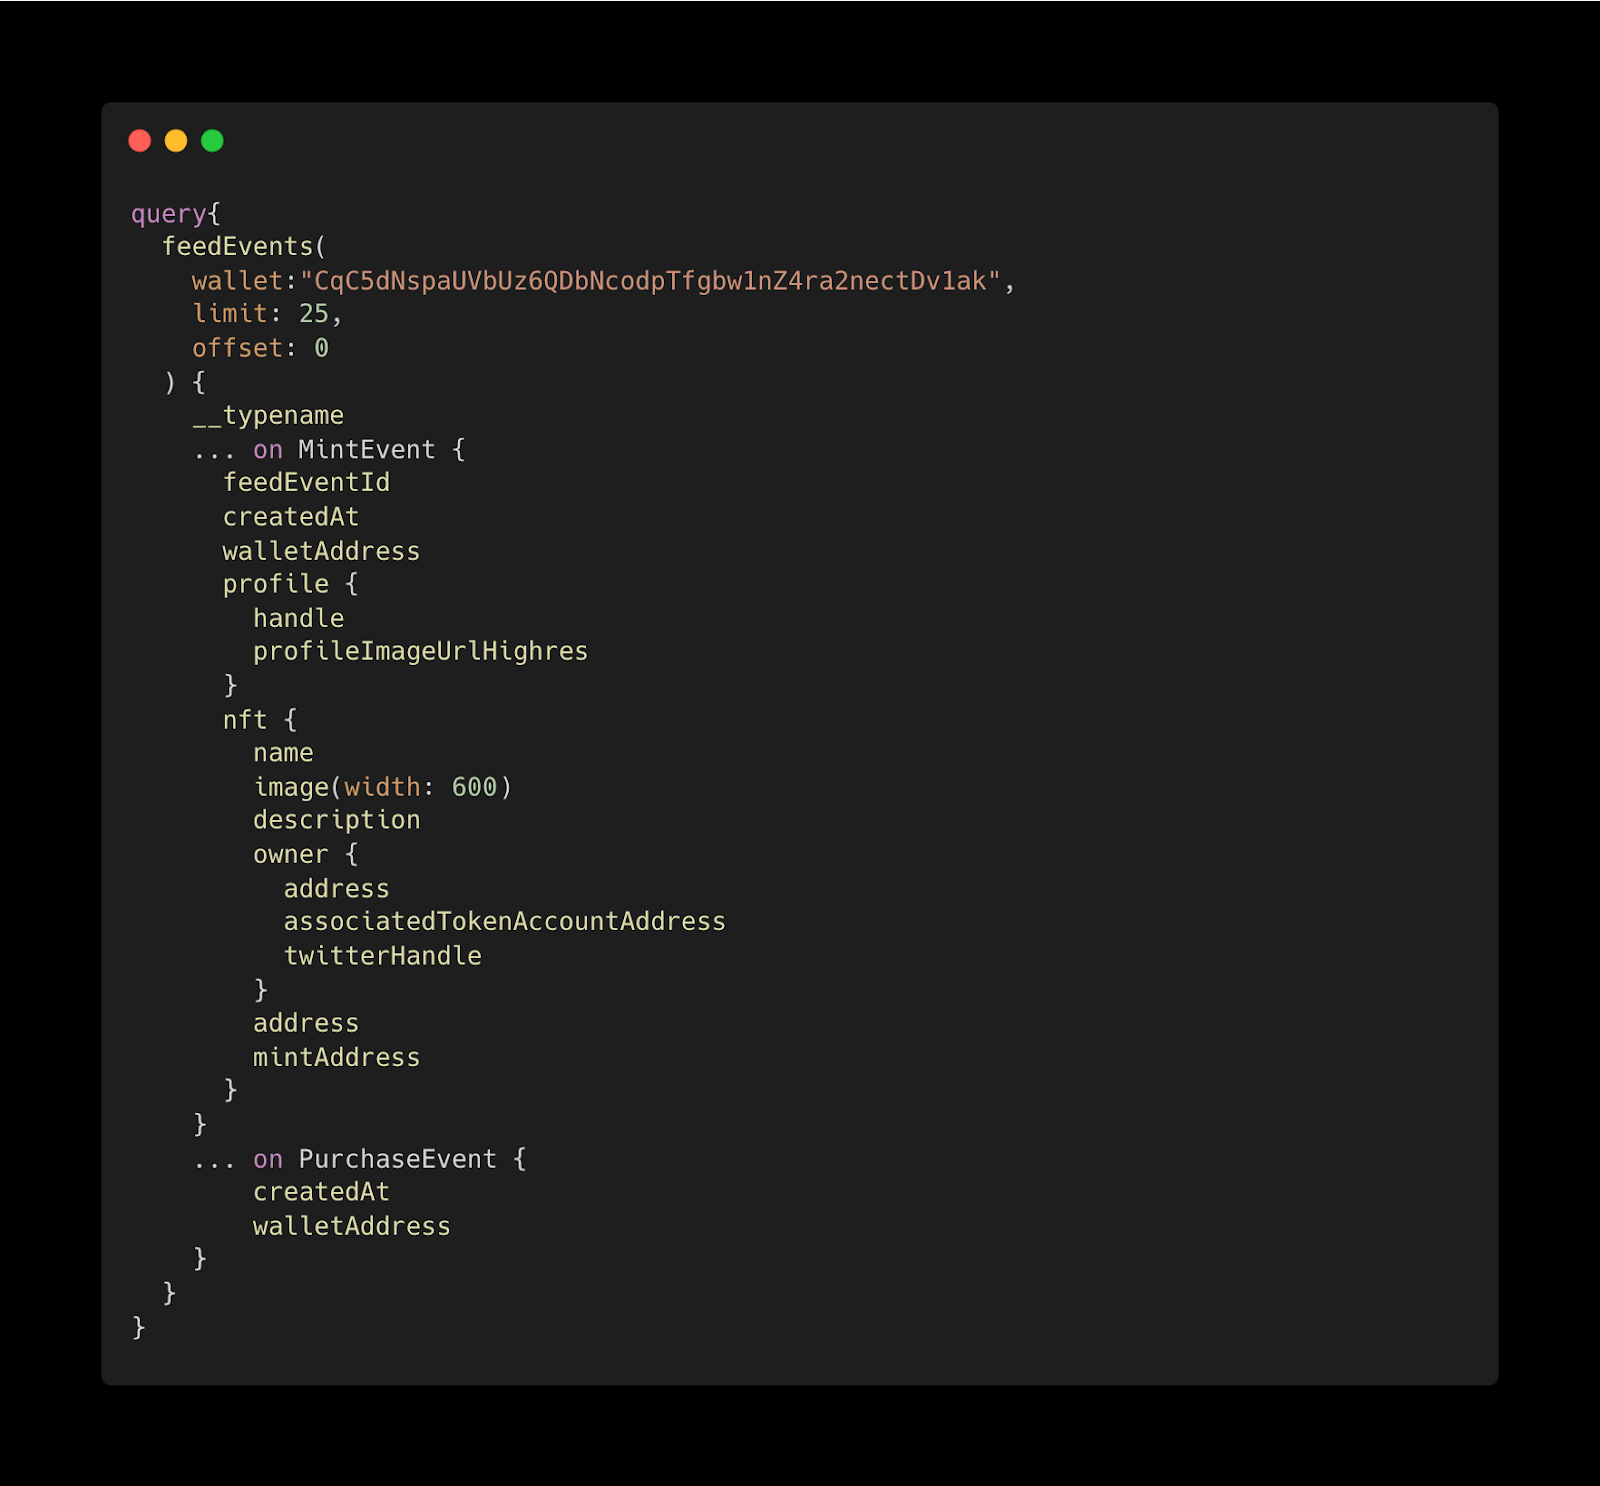 query{
  feedEvents(
    wallet:"CqC5dNspaUVbUz6QDbNcodpTfgbw1nZ4ra2nectDv1ak",
    limit: 25,
    offset: 0
  ) {
    __typename
    ... on MintEvent {
      feedEventId
      createdAt
      walletAddress
      profile {
        handle
        profileImageUrlHighres
      }
      nft {
        name
        image(width: 600)
        description
        owner {
          address
          associatedTokenAccountAddress
          twitterHandle
        }
        address
        mintAddress
      }
    }
    ... on PurchaseEvent {
        createdAt
        walletAddress
    }
  }
}